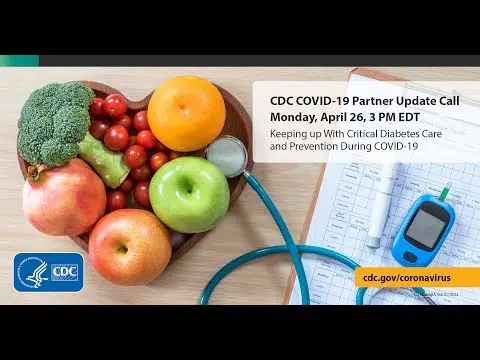 CDC COVID-19 Partner Update Call
Monday, April 26, 3 PM EDT
Keeping up With Critical Diabetes Care
and Prevention During COVID-19
CDC
cdc.gov/coronavirus